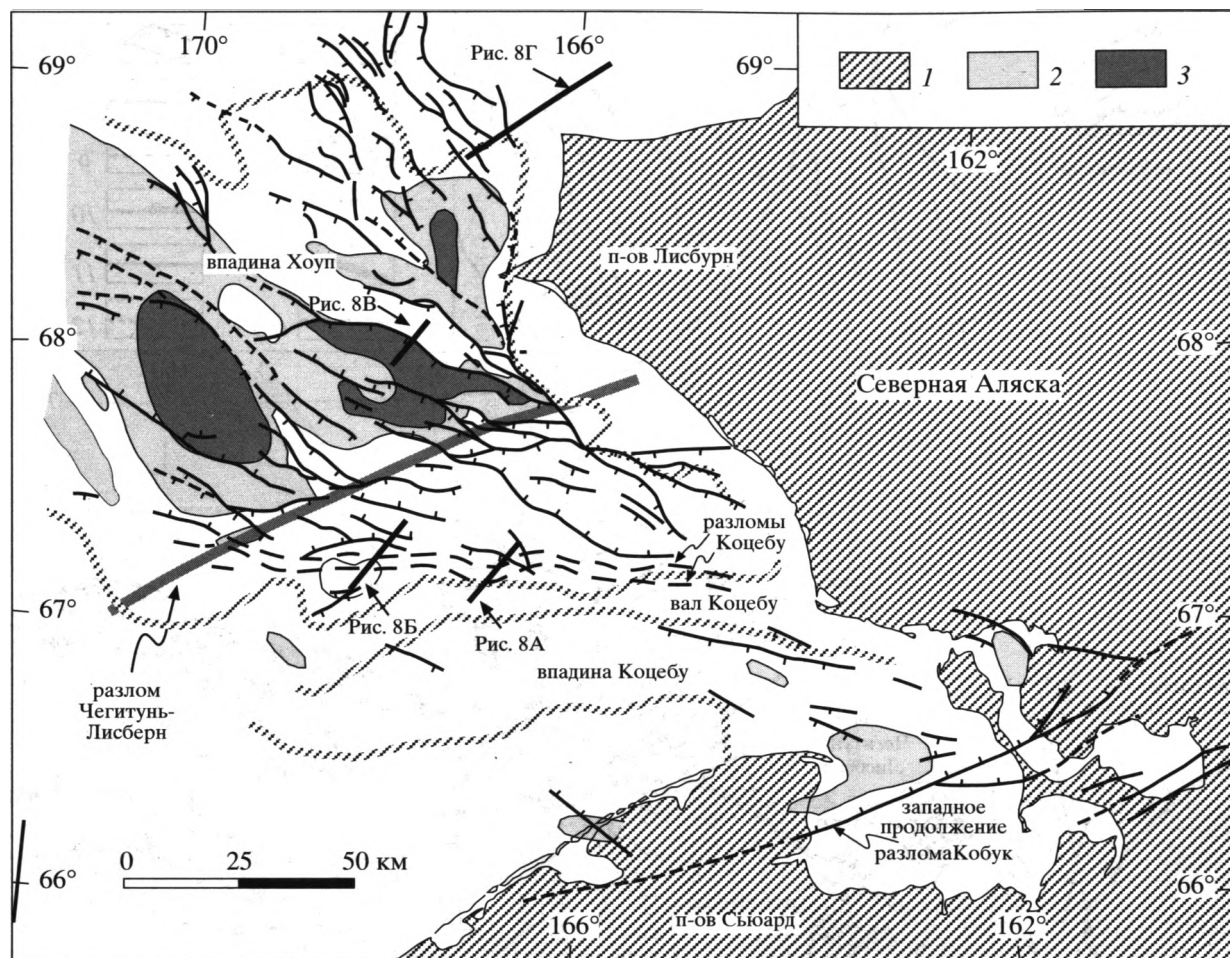 170°
166°
69°
Рис. 8Г
69°
1
2
3
162°
п-ов Лисбурн
впадина Хоуп
Рис. 8В
68°
68°
Северная Аляска
разломы
Коцебу
67°
вал Коцебу
67°
Рис. 8Б
Рис. 8А
впадина Коцебу
разлом
Чегитунь-
Лисберн
западное
продолжение
разломаКобук
0
25
50 км
66°
66°
166°
п-ов Сьюард
162°